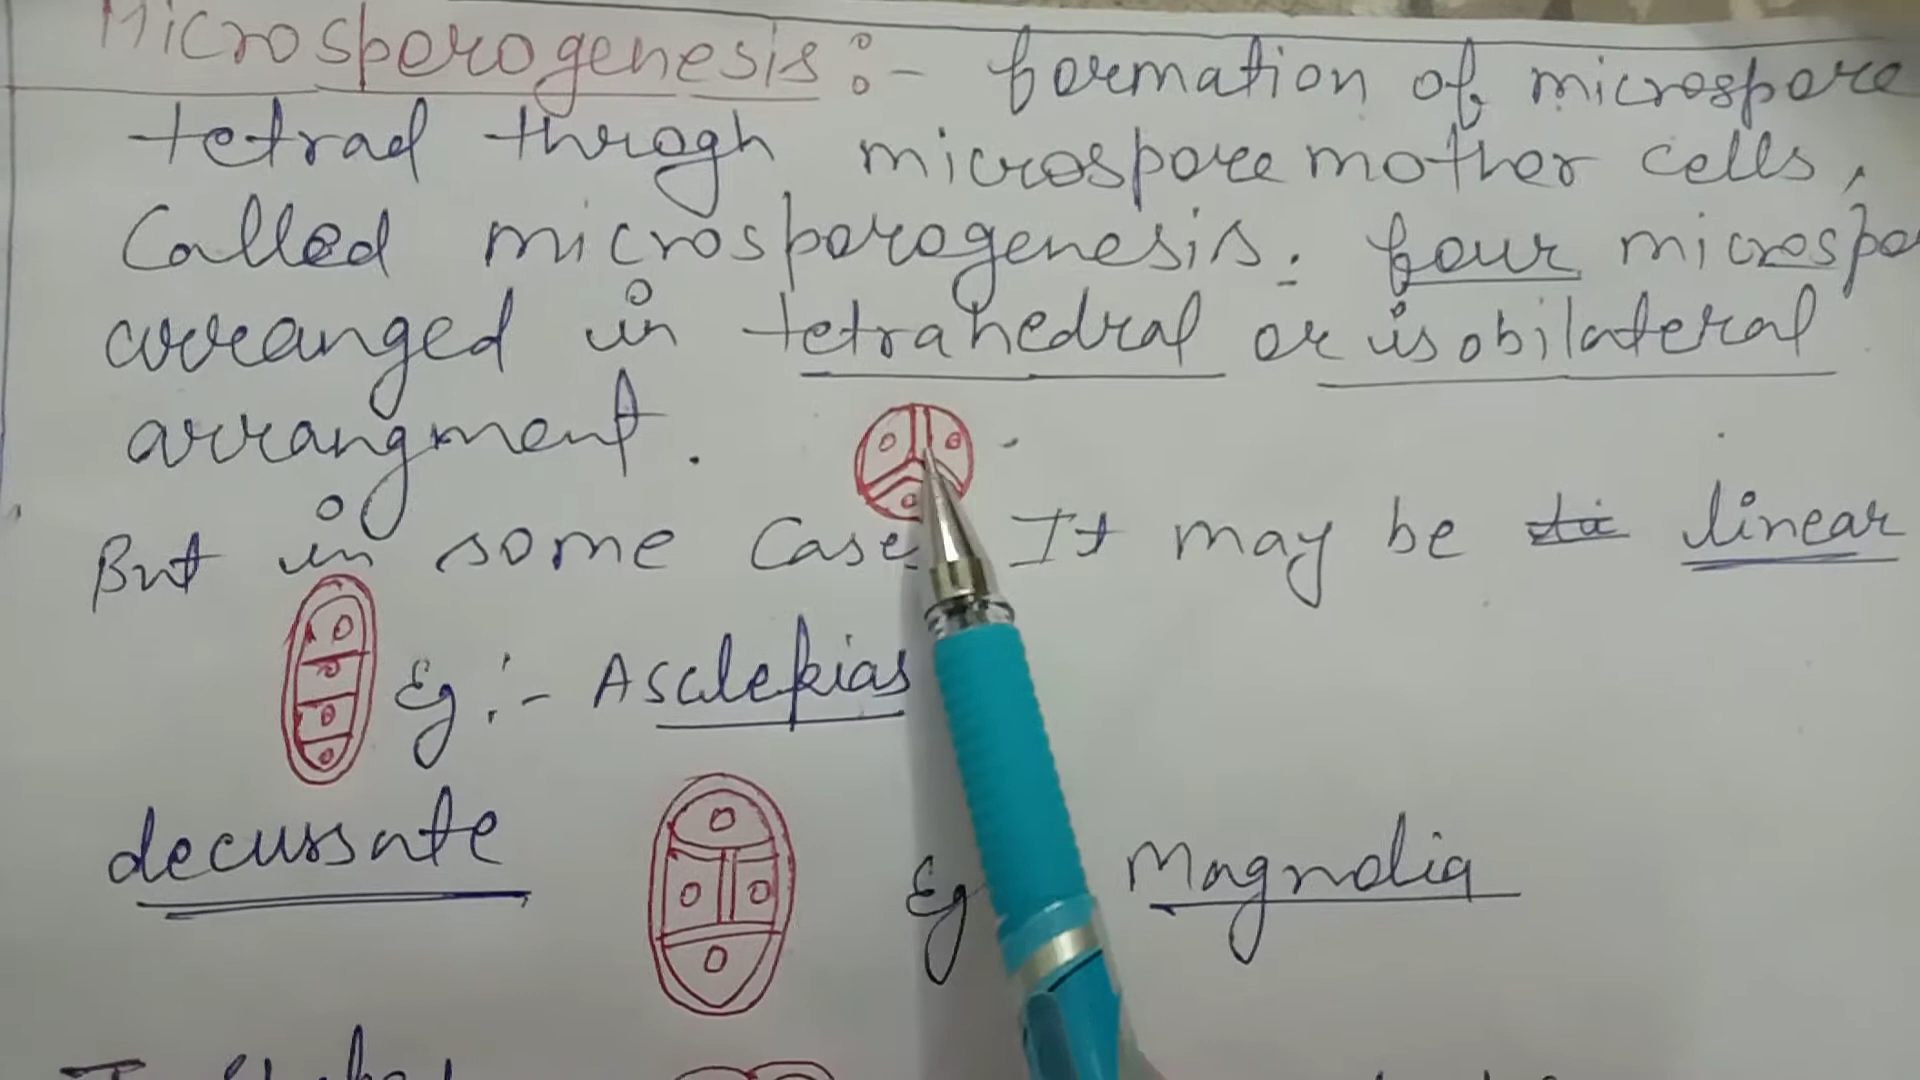 Microsporogenesis :- formation of microspore
tetrad throgh microspore mother cells,
Called microsporogenesis. four microspo
arranged in tetrahedral or isobilateral
arrangment.
But in some Case It may be linear
Eg :- Asclepias
decussate Eg Magnolia